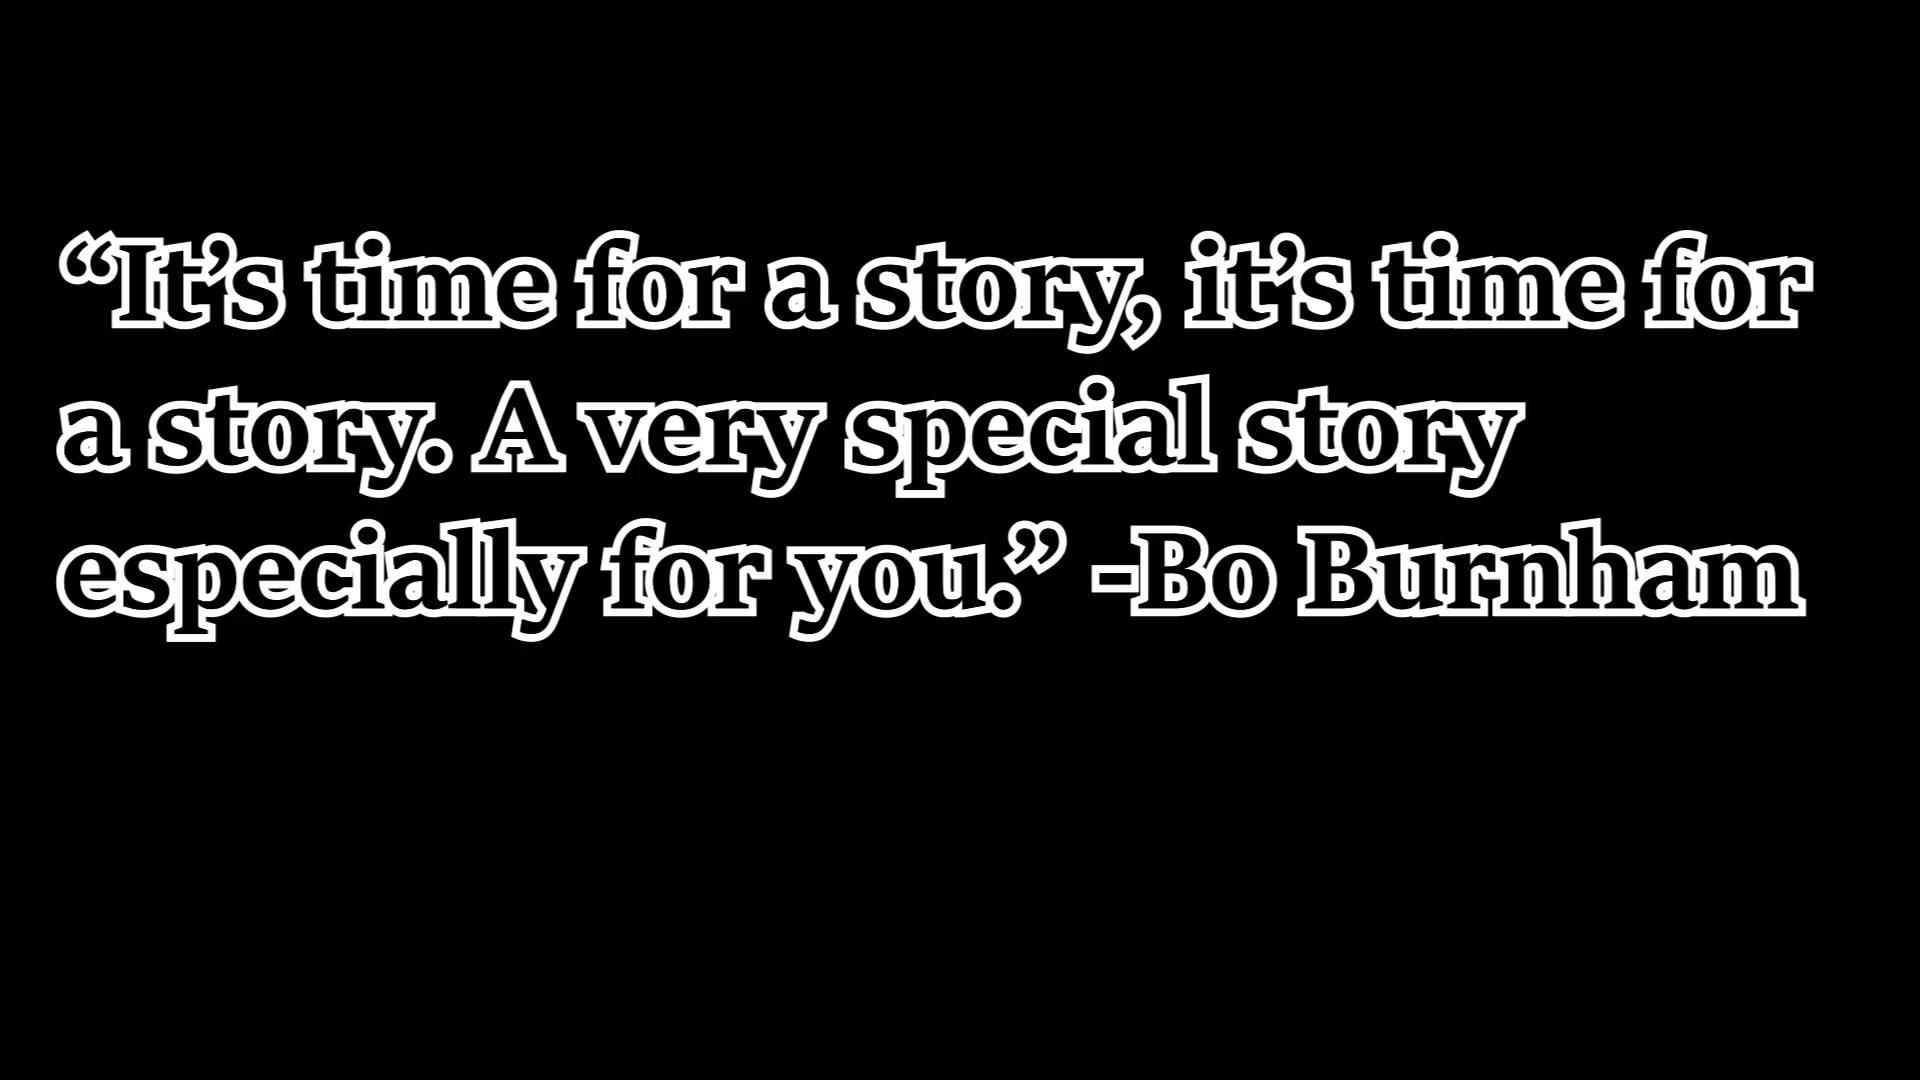 “It’s time for a story, it’s time for
a story. A very special story
especially for you.” -Bo Burnham